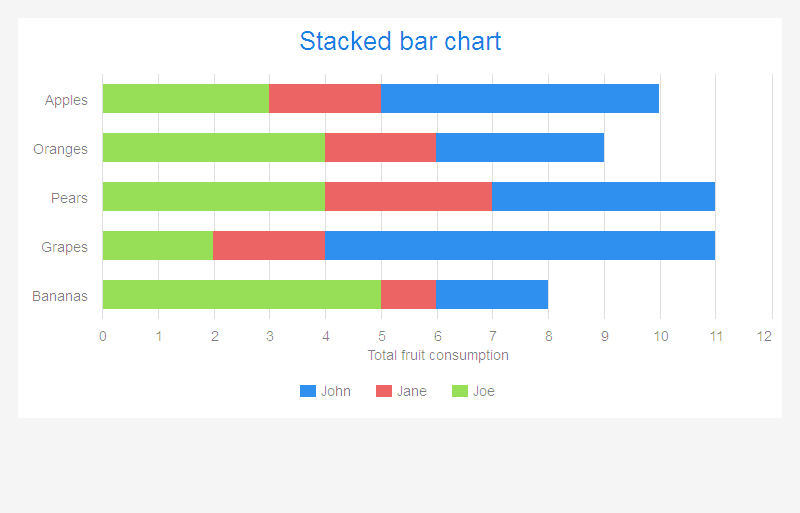 Stacked bar chart
Apples
Oranges
Pears
Grapes
Bananas
0 1 2 3 4 5 6 7 8 9 10 11 12
Total fruit consumption
John Jane Joe